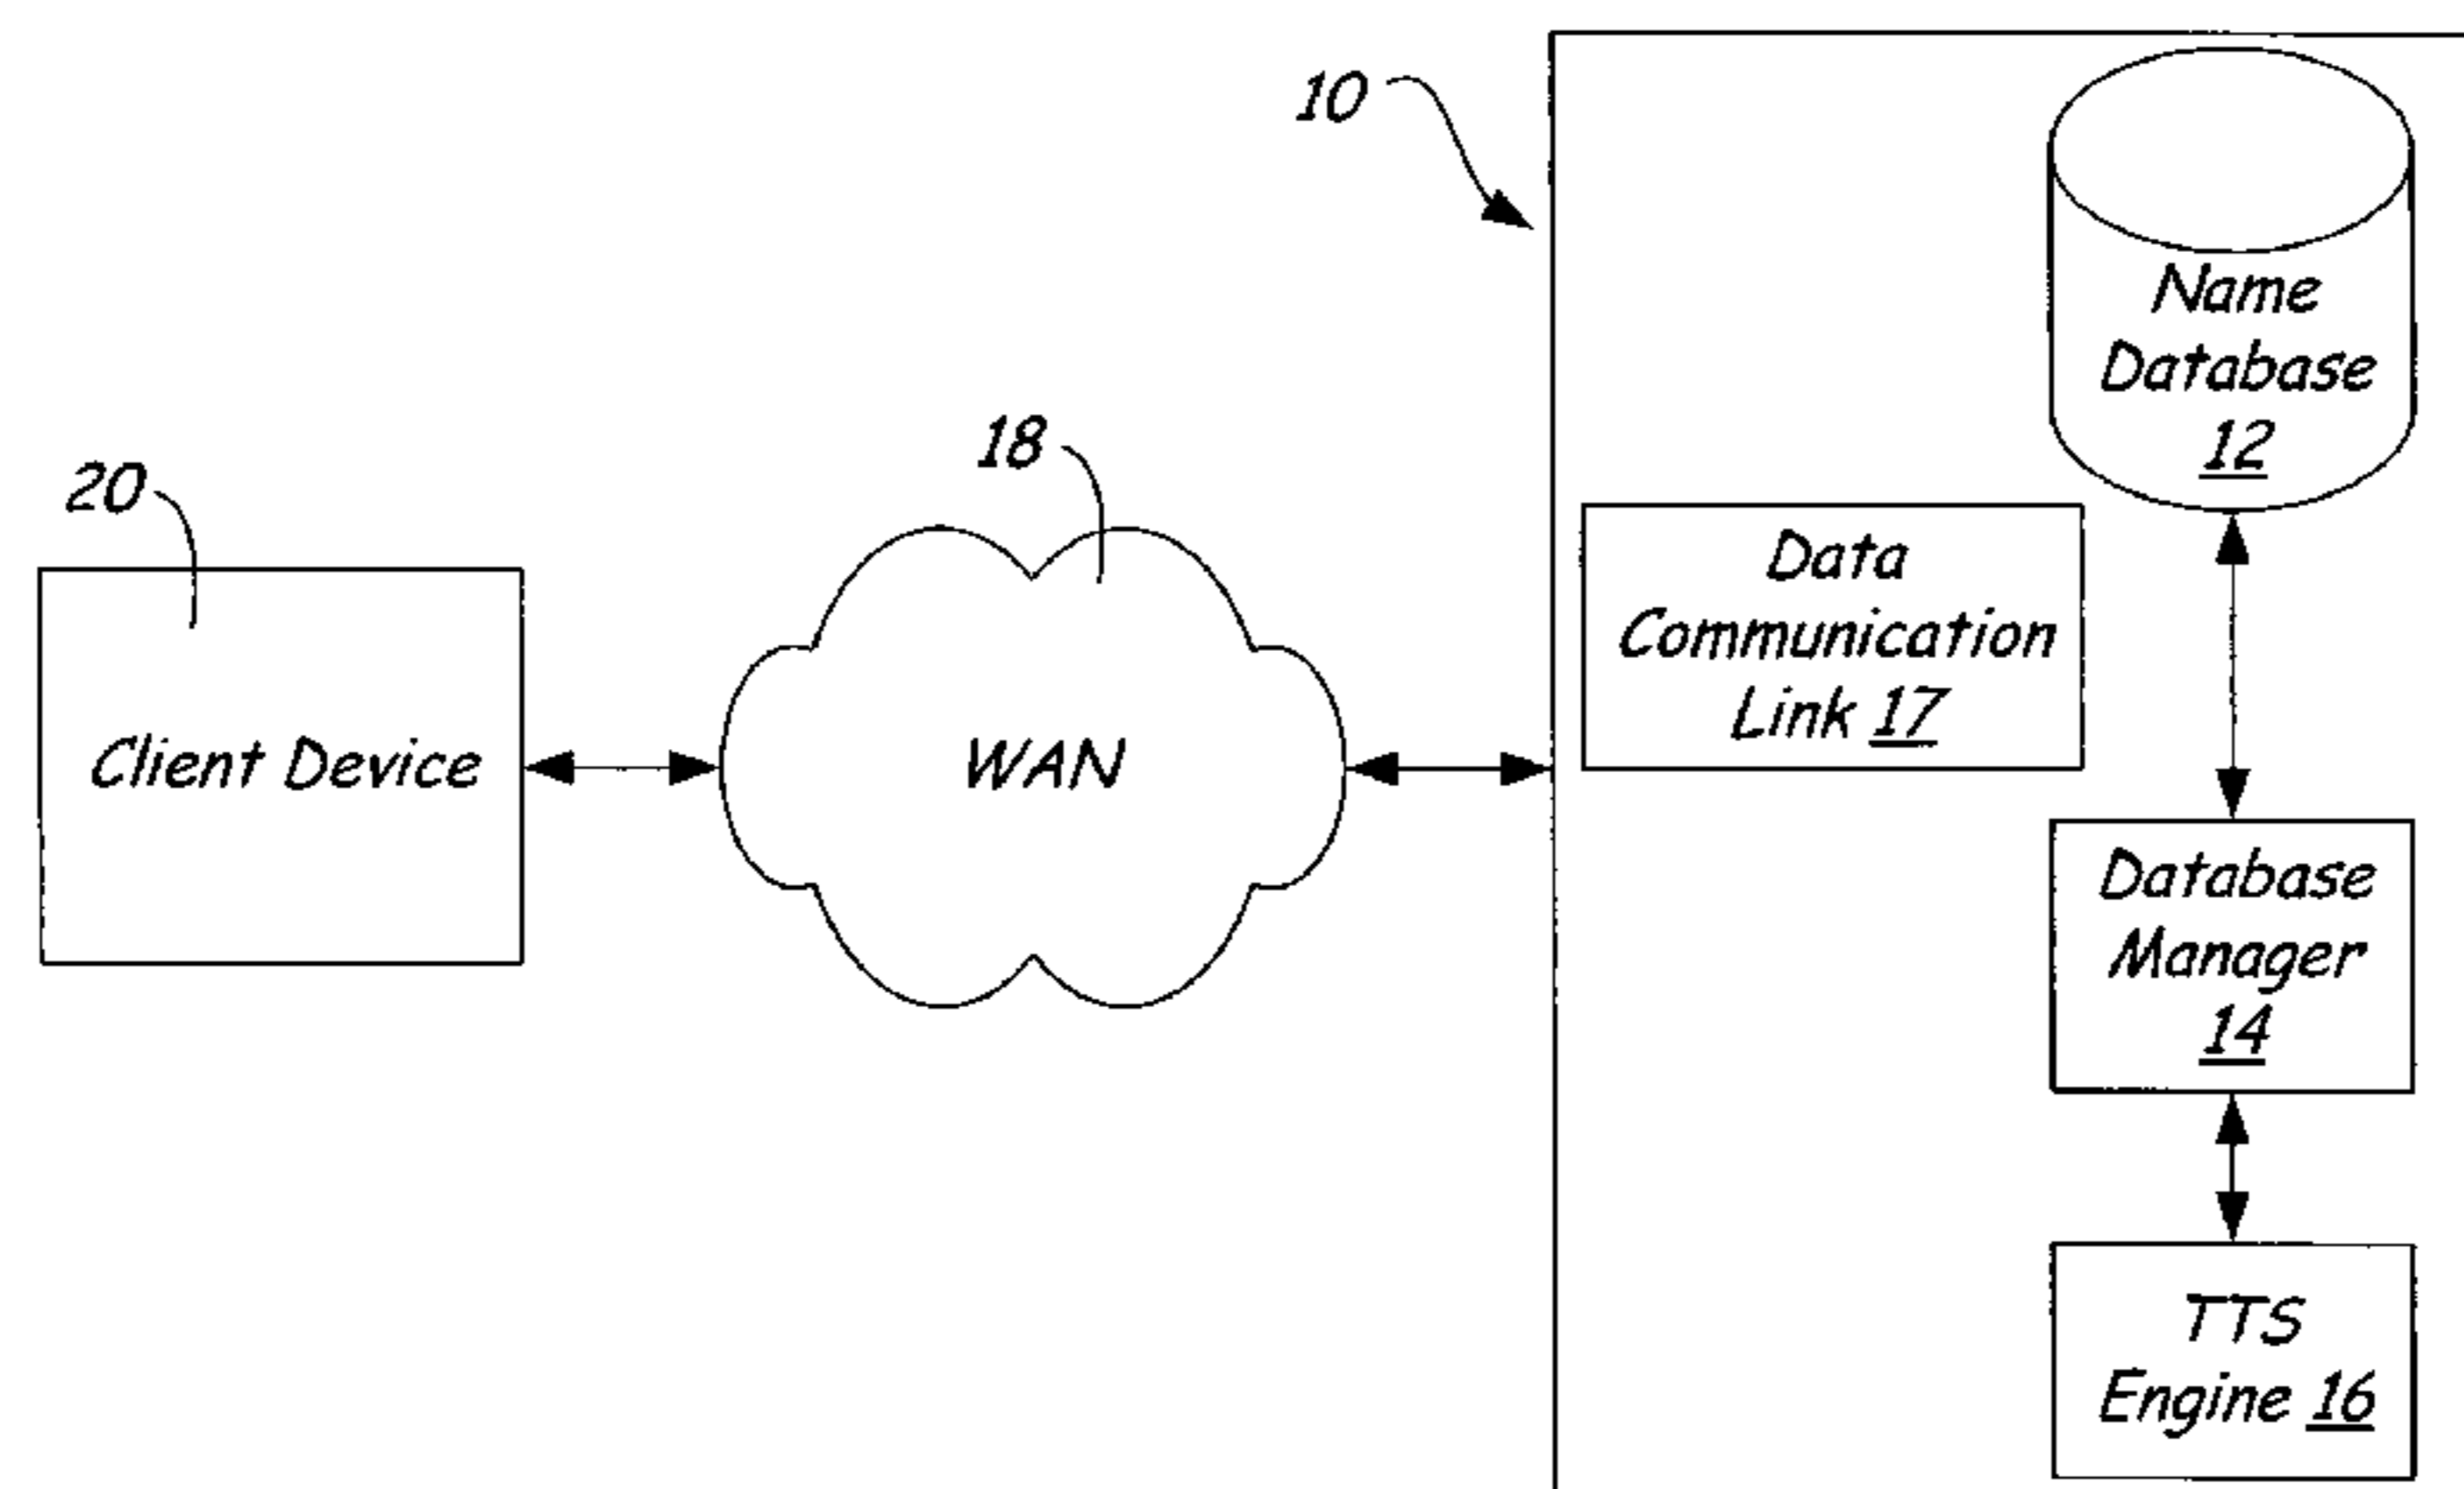 10
Name
Database
12
18
20
Data
Communication
Link 17
Client Device
WAN
Database
Manager
14
TTS
Engine 16